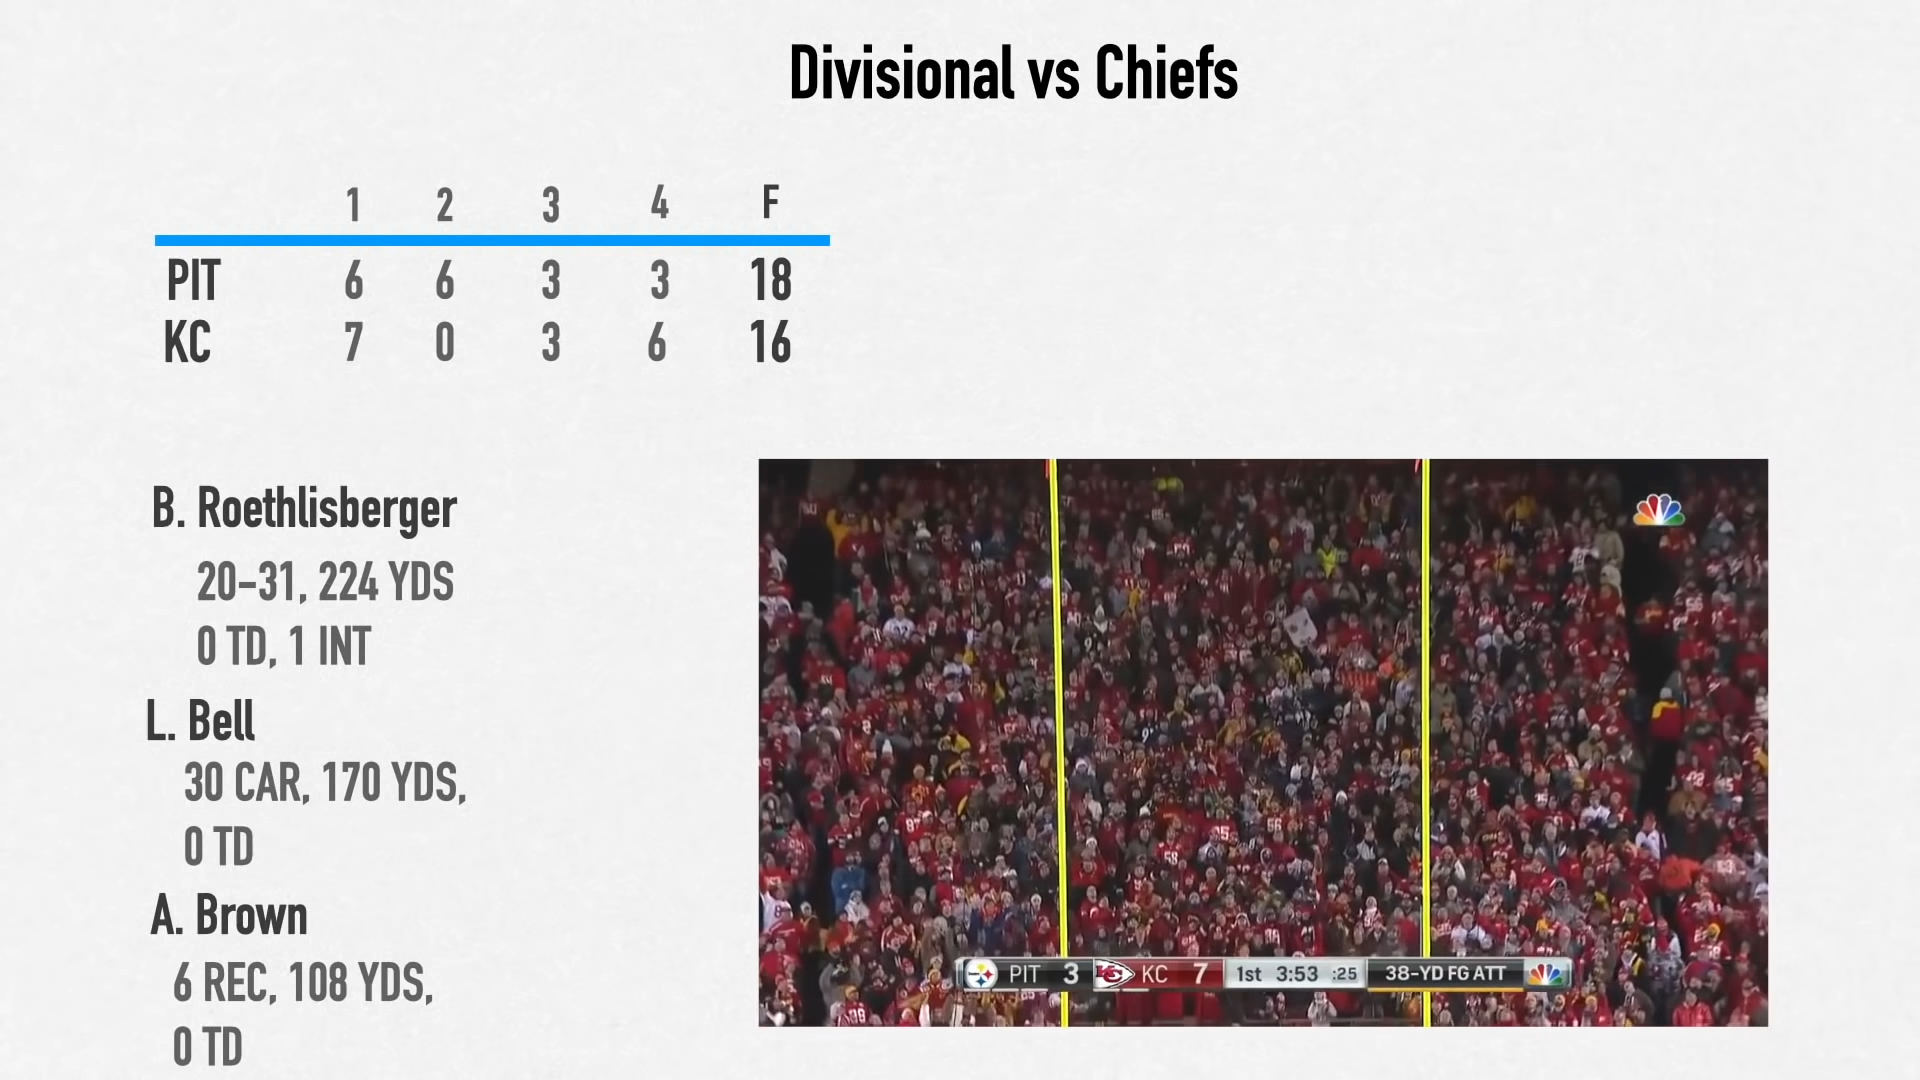 Divisional vs Chiefs
1 2 3 4 F
PIT 6 6 3 3 18
KC 7 0 3 6 16
B. Roethlisberger
20-31, 224 YDS
0 TD, 1 INT
L. Bell
30 CAR, 170 YDS,
0 TD
A. Brown
6 REC, 108 YDS,
0 TD
PIT 3 KC 7 1st 3:53 :25 38-YD FG ATT